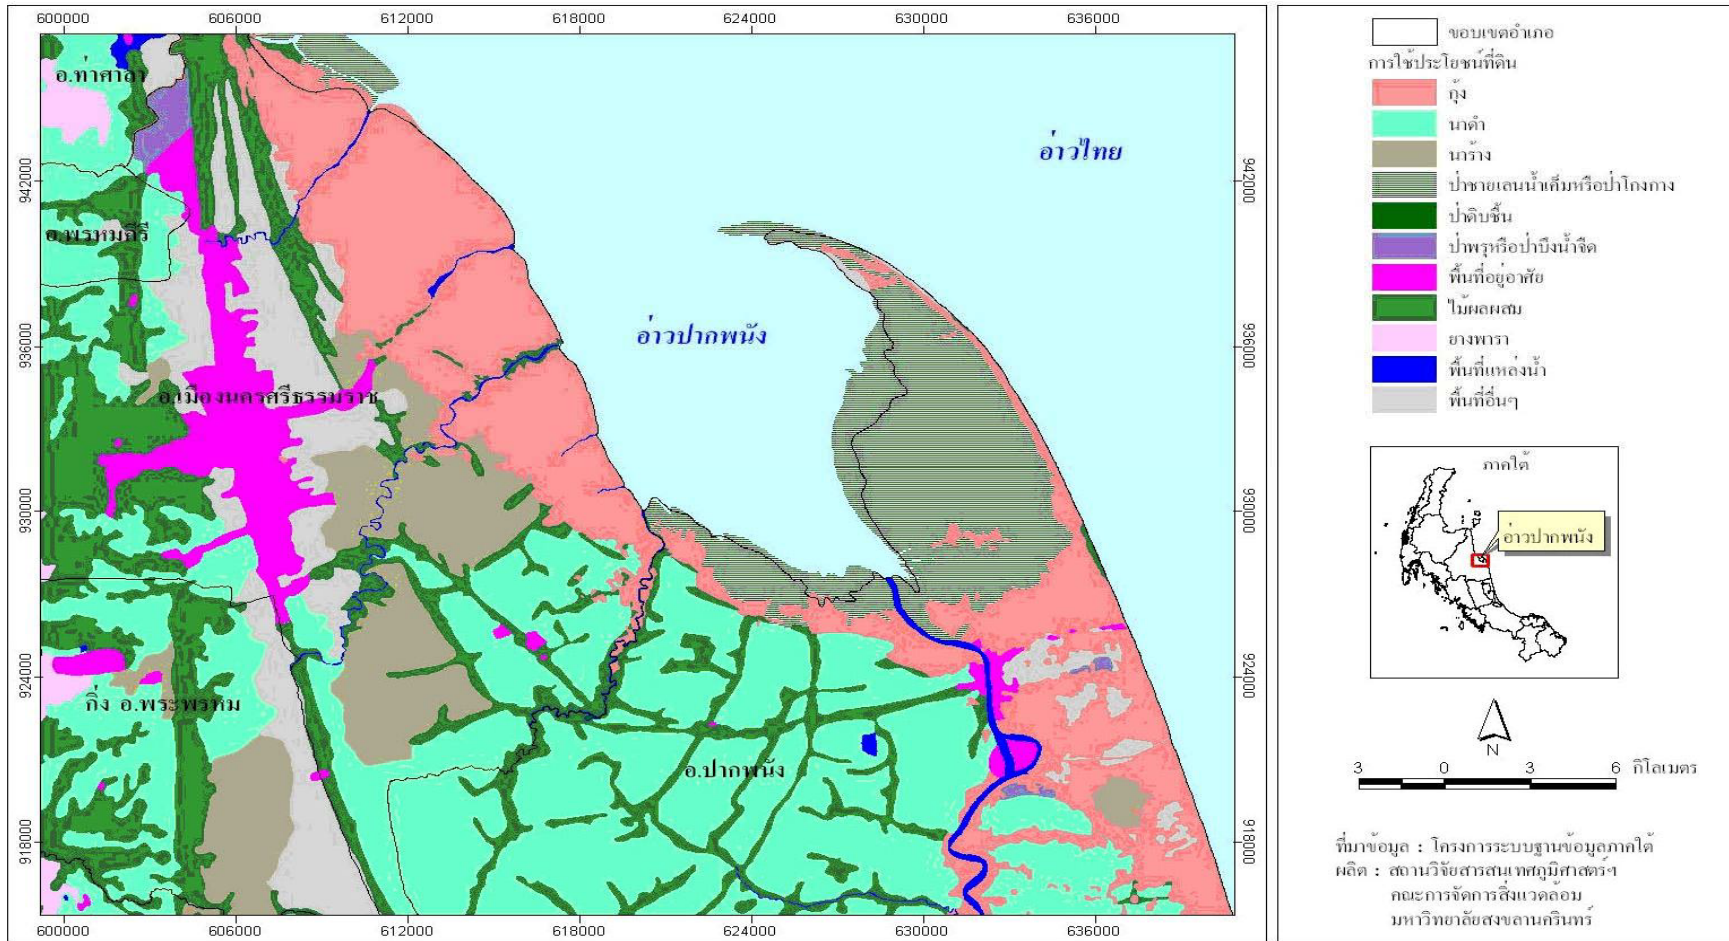 600000 606000 612000 618000 624000 630000 636000
อ.ท่าศาลา
อ่าวไทย
942000 942000
อ.พรหมคีรี
อ่าวปากพนัง
936000 936000
อ.เมืองนครศรีธรรมราช
930000 930000
924000 924000
กิ่ง อ.พระพรหม
อ.ปากพนัง
918000 918000
600000 606000 612000 618000 624000 630000 636000
ขอบเขตอำเภอ
การใช้ประโยชน์ที่ดิน
กุ้ง
นาดำ
นาร้าง
ป่าชายเลนน้ำเค็มหรือป่าโกงกาง
ป่าดิบชื้น
ป่าพรุหรือป่าบึงน้ำจืด
พื้นที่อยู่อาศัย
ไม้ผลผสม
ยางพารา
พื้นที่แหล่งน้ำ
พื้นที่อื่นๆ
ภาคใต้
อ่าวปากพนัง
N
3 0 3 6 กิโลเมตร
ที่มาข้อมูล : โครงการระบบฐานข้อมูลภาคใต้
ผลิต : สถานวิจัยสารสนเทศภูมิศาสตร์ฯ
คณะการจัดการสิ่งแวดล้อม
มหาวิทยาลัยสงขลานครินทร์